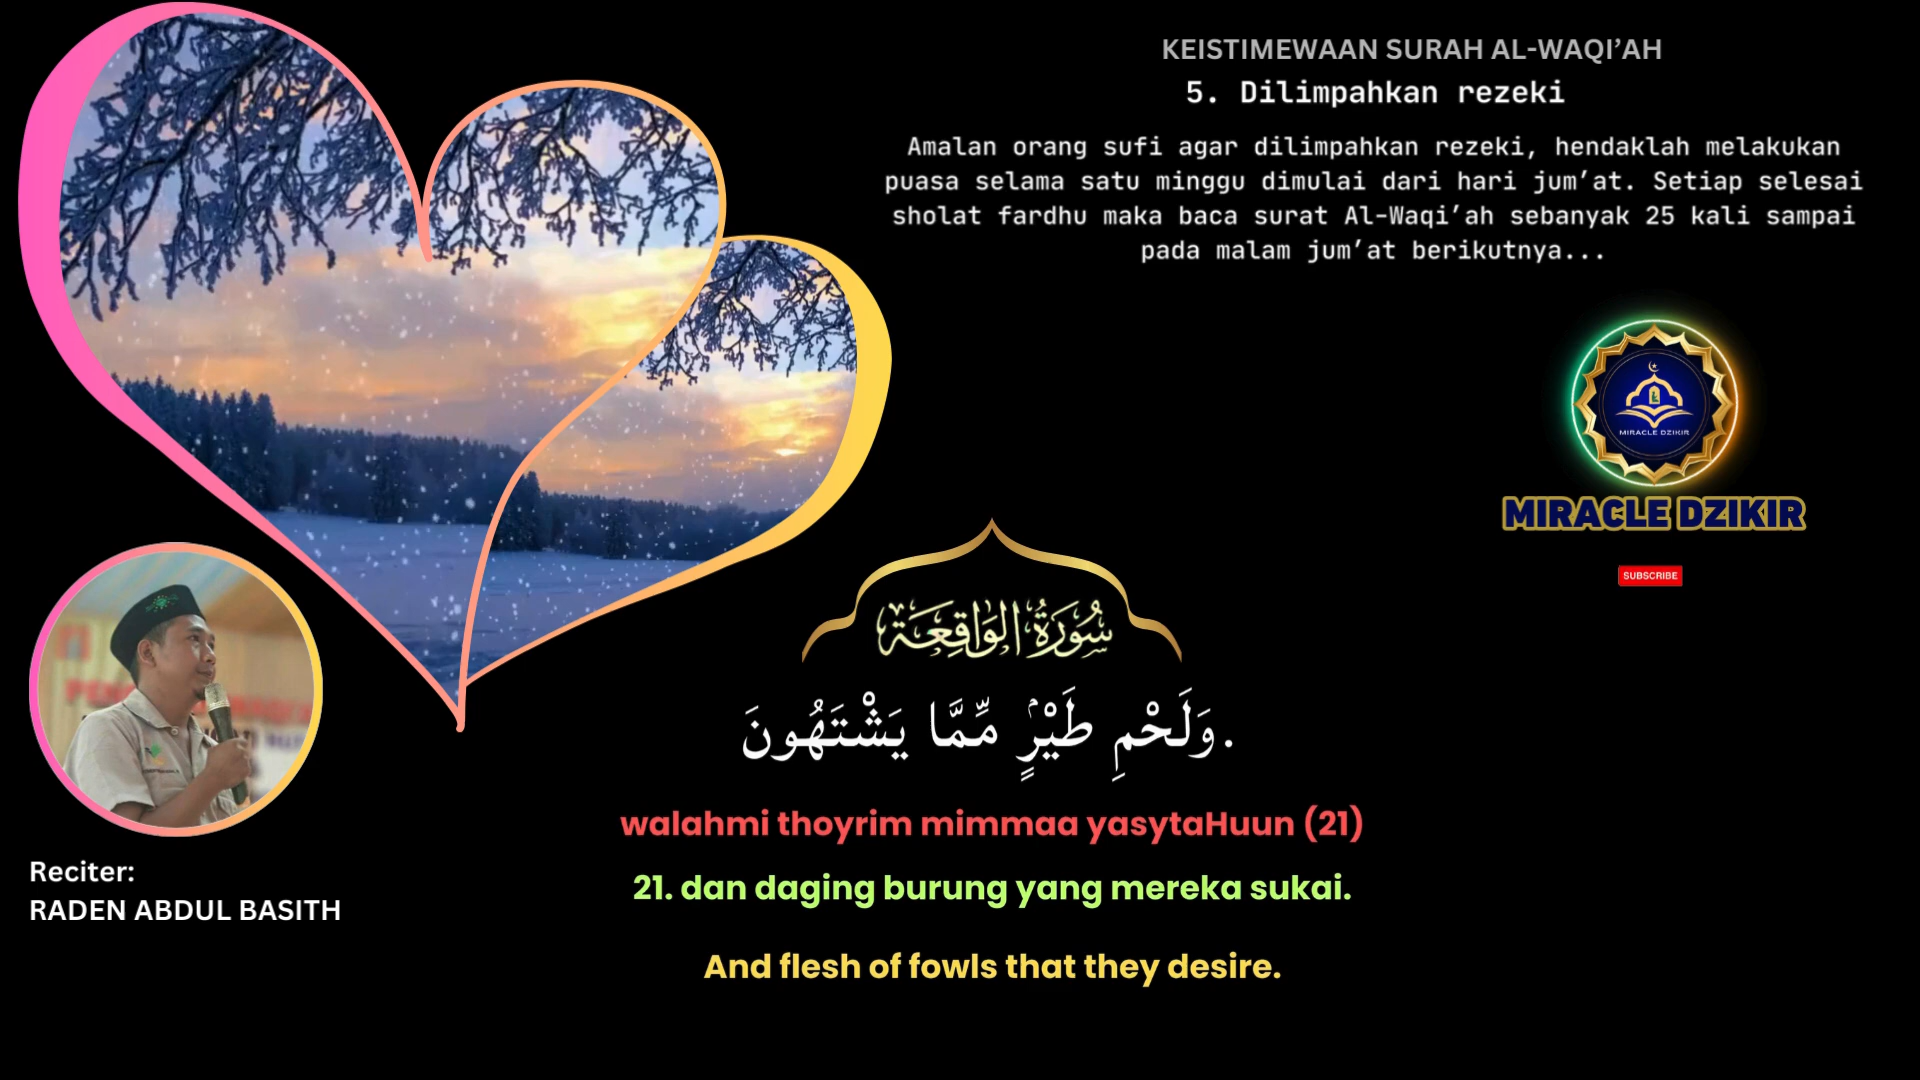 KEISTIMEWAAN SURAH AL-WAQI’AH
5. Dilimpahkan rezeki
Amalan orang sufi agar dilimpahkan rezeki, hendaklah melakukan
puasa selama satu minggu dimulai dari hari jum’at. Setiap selesai
sholat fardhu maka baca surat Al-Waqi’ah sebanyak 25 kali sampai
pada malam jum’at berikutnya...
MIRACLE DZIKIR
MIRACLE DZIKIR
SUBSCRIBE
سُورَةُ الوَاقِعَة
وَلَحْمِ طَيْرٍۢ مِّمَّا يَشْتَهُونَ.
walahmi thoyrim mimmaa yasytaHuun (21)
21. dan daging burung yang mereka sukai.
And flesh of fowls that they desire.
Reciter:
RADEN ABDUL BASITH